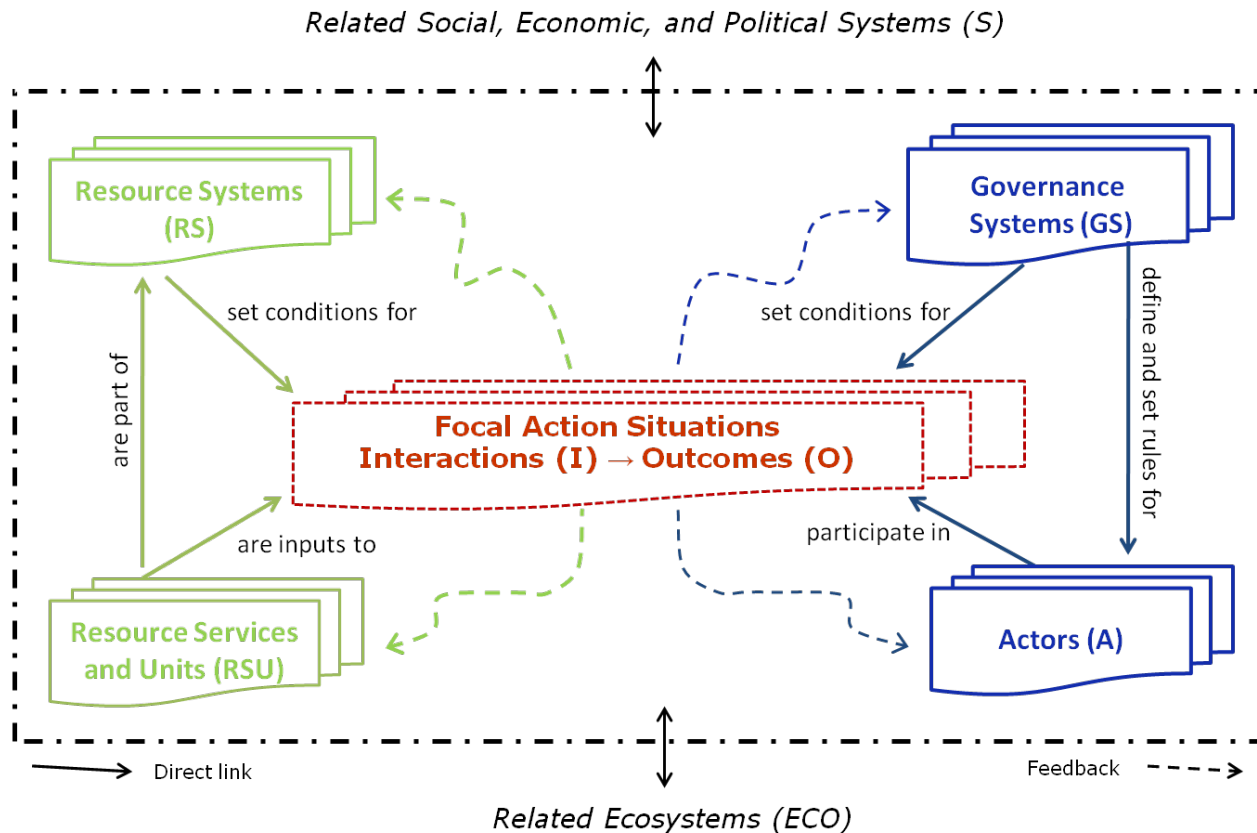 Related Social, Economic, and Political Systems (S)
Resource Systems
(RS)
Governance
Systems (GS)
set conditions for
set conditions for
are part of
define and set rules for
Focal Action Situations
Interactions (I) → Outcomes (O)
are inputs to
participate in
Resource Services
and Units (RSU)
Actors (A)
Direct link
Feedback
Related Ecosystems (ECO)